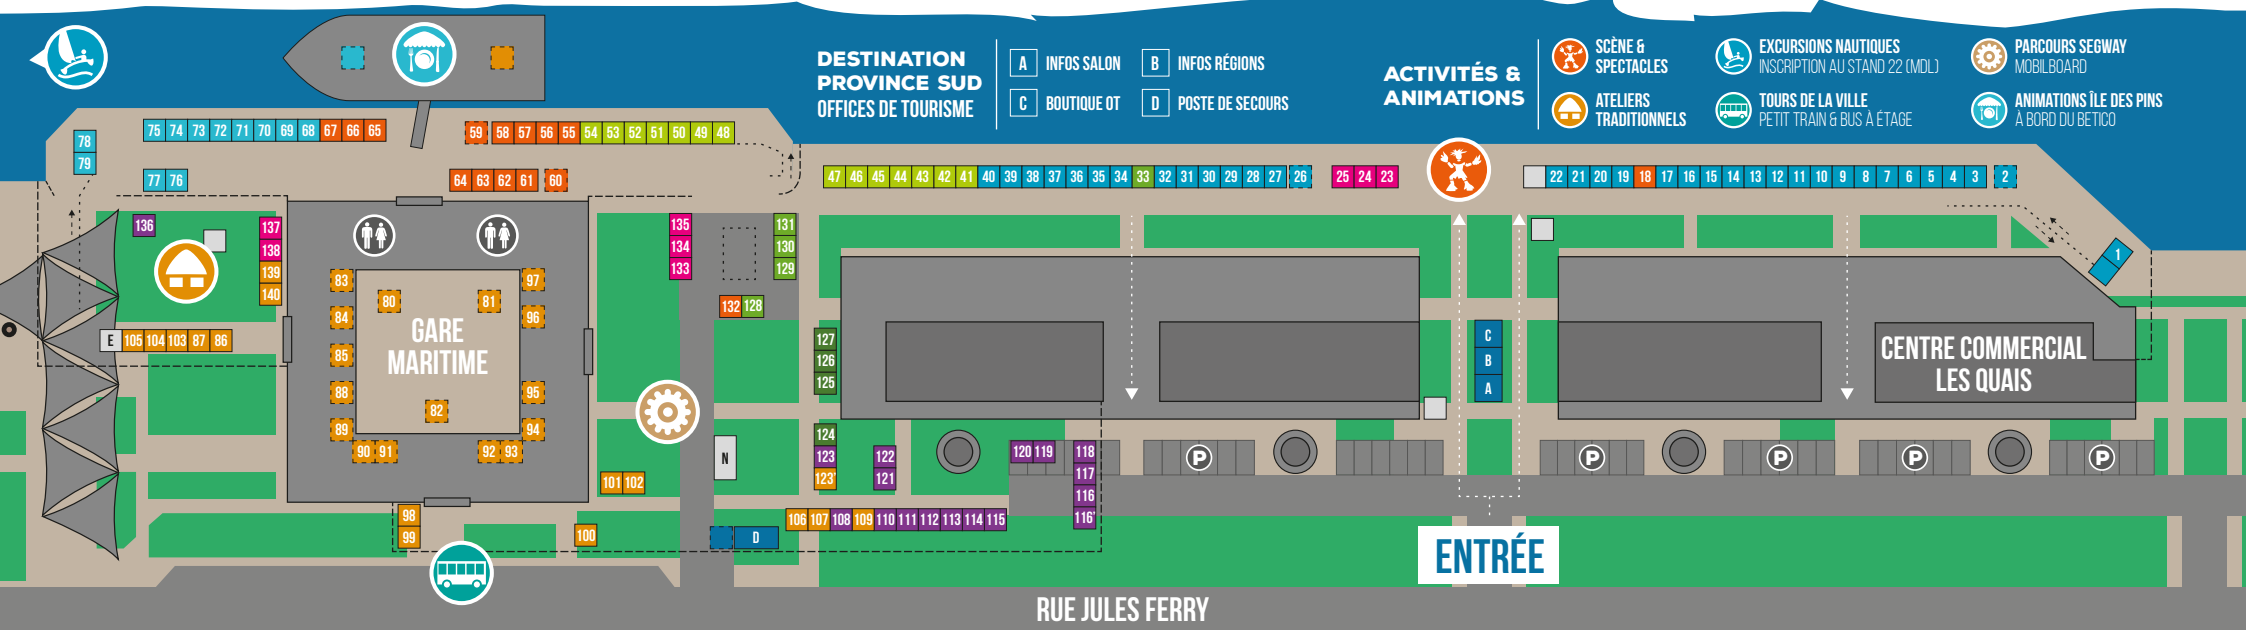 DESTINATION
PROVINCE SUD
OFFICES DE TOURISME
A INFOS SALON
B INFOS RÉGIONS
C BOUTIQUE OT
D POSTE DE SECOURS
ACTIVITÉS &
ANIMATIONS
SCÈNE &
SPECTACLES
ATELIERS
TRADITIONNELS
EXCURSIONS NAUTIQUES
INSCRIPTION AU STAND 22 (MDL)
TOURS DE LA VILLE
PETIT TRAIN & BUS À ÉTAGE
PARCOURS SEGWAY
MOBILBOARD
ANIMATIONS ÎLE DES PINS
À BORD DU BETICO
75 74 73 72 71 70 69 68 67 66 65
59 58 57 56 55 54 53 52 51 50 49 48
78
79
77 76
64 63 62 61 60
47 46 45 44 43 42 41 40 39 38 37 36 35 34 33 32 31 30 29 28 27 26
25 24 23
22 21 20 19 18 17 16 15 14 13 12 11 10 9 8 7 6 5 4 3 2
1
136
137
138
139
140
E 105 104 103 87 86
83
84
85
88
89
90 91
80
81
82
GARE
MARITIME
97
96
95
94
92 93
98
99
100
101 102
135
134
133
131
130
129
132 128
127
126
125
124
123
123'
122
121
120 119
118
117
116
116'
N
D
106 107 108 109 110 111 112 113 114 115
C
B
A
CENTRE COMMERCIAL
LES QUAIS
P
P
P
P
P
ENTRÉE
RUE JULES FERRY